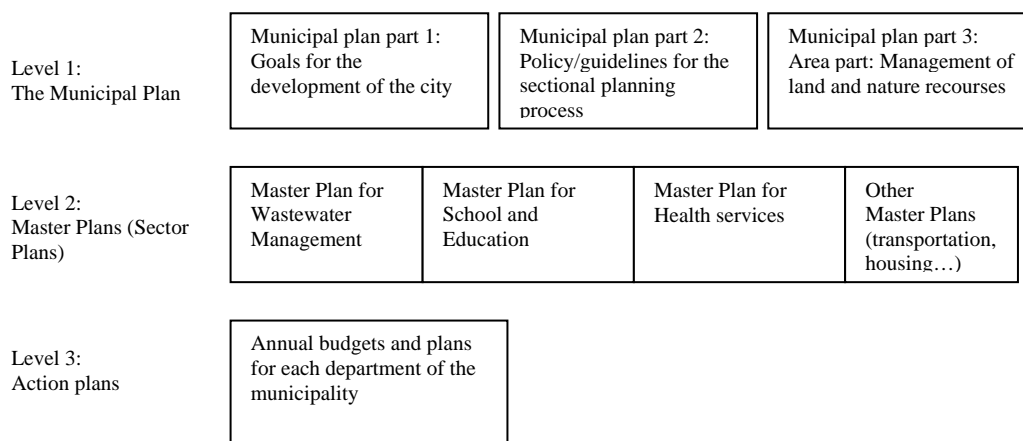 Level 1:
The Municipal Plan
Municipal plan part 1:
Goals for the
development of the city
Municipal plan part 2:
Policy/guidelines for the
sectional planning
process
Municipal plan part 3:
Area part: Management of
land and nature recourses
Level 2:
Master Plans (Sector
Plans)
Master Plan for
Wastewater
Management
Master Plan for
School and
Education
Master Plan for
Health services
Other
Master Plans
(transportation,
housing…)
Level 3:
Action plans
Annual budgets and plans
for each department of the
municipality